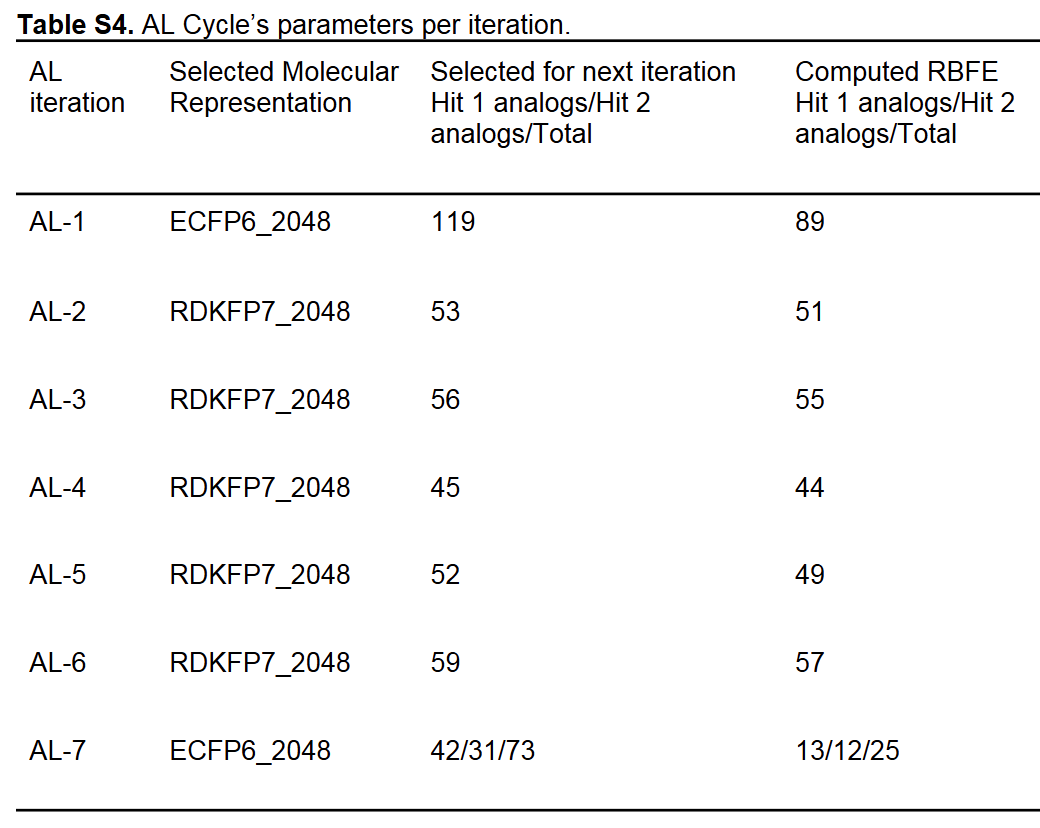 Table S4. AL Cycle’s parameters per iteration.
AL iteration Selected Molecular Representation Selected for next iteration Hit 1 analogs/Hit 2 analogs/Total Computed RBFE Hit 1 analogs/Hit 2 analogs/Total
AL-1 ECFP6_2048 119 89
AL-2 RDKFP7_2048 53 51
AL-3 RDKFP7_2048 56 55
AL-4 RDKFP7_2048 45 44
AL-5 RDKFP7_2048 52 49
AL-6 RDKFP7_2048 59 57
AL-7 ECFP6_2048 42/31/73 13/12/25